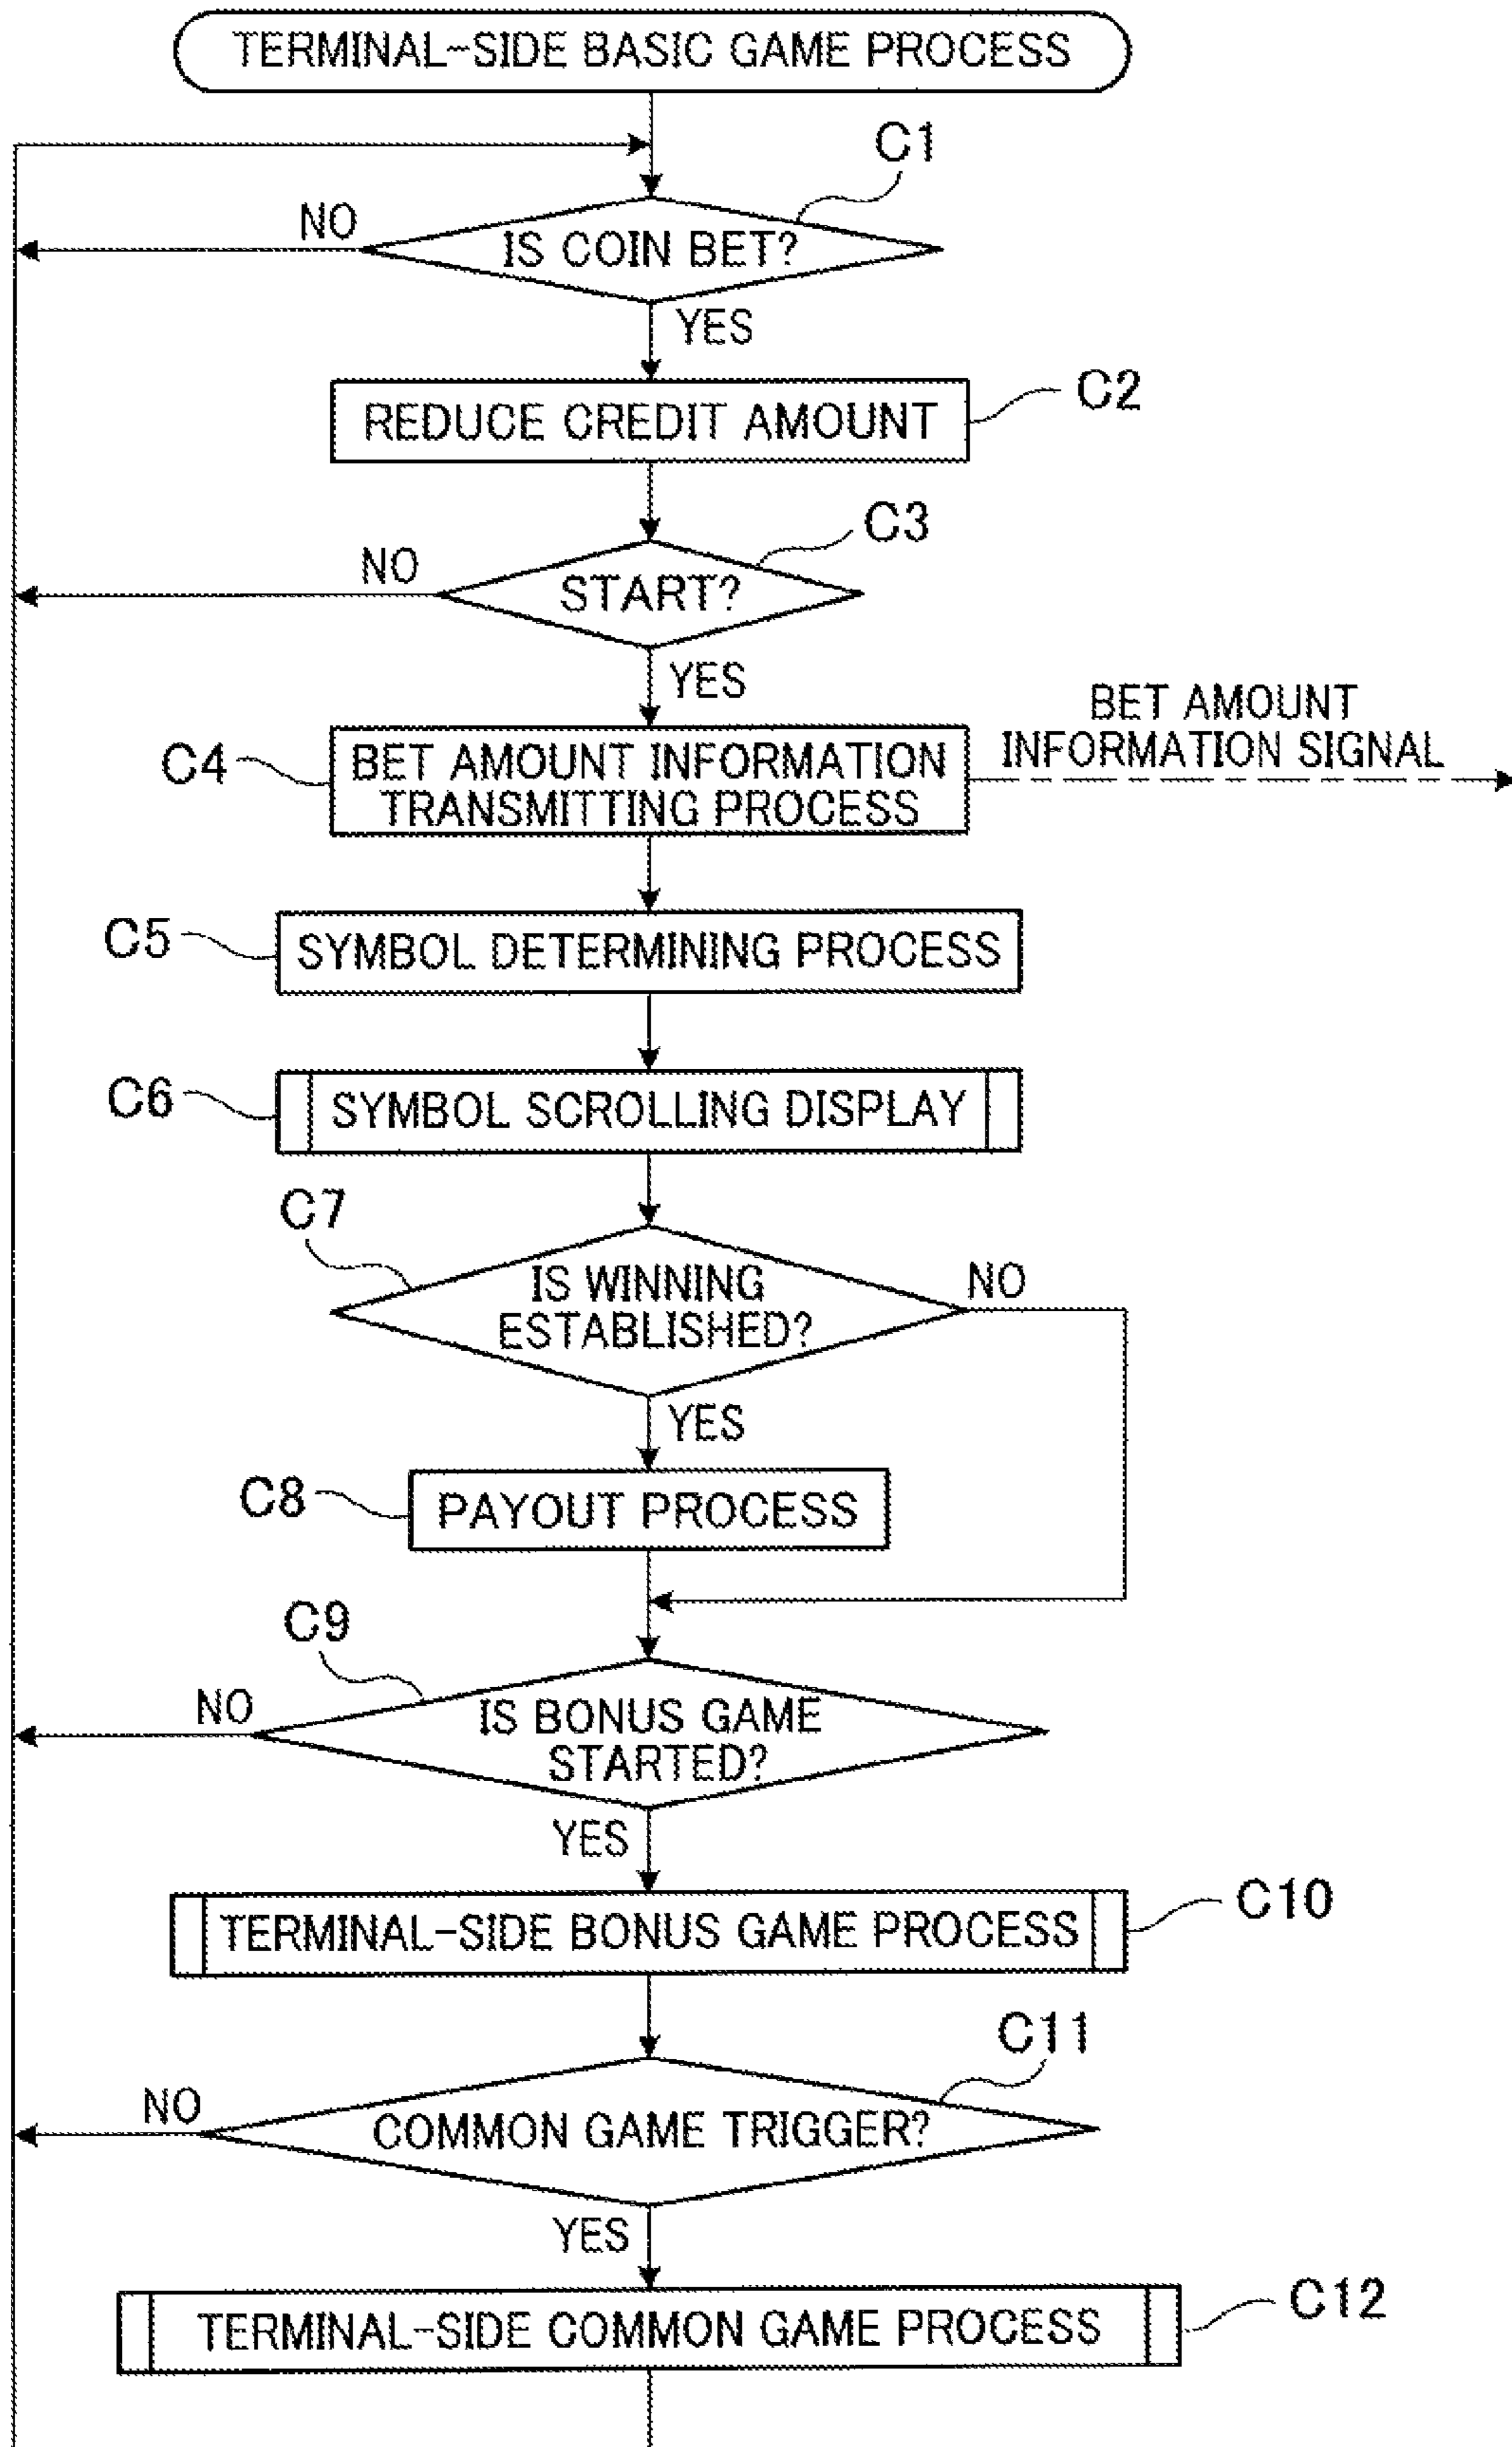 TERMINAL-SIDE BASIC GAME PROCESS
C1
NO
IS COIN BET?
YES
C2
REDUCE CREDIT AMOUNT
C3
NO
START?
YES
BET AMOUNT
INFORMATION SIGNAL
C4
BET AMOUNT INFORMATION
TRANSMITTING PROCESS
C5
SYMBOL DETERMINING PROCESS
C6
SYMBOL SCROLLING DISPLAY
C7
IS WINNING
ESTABLISHED?
NO
YES
C8
PAYOUT PROCESS
C9
NO
IS BONUS GAME
STARTED?
YES
C10
TERMINAL-SIDE BONUS GAME PROCESS
C11
NO
COMMON GAME TRIGGER?
YES
C12
TERMINAL-SIDE COMMON GAME PROCESS